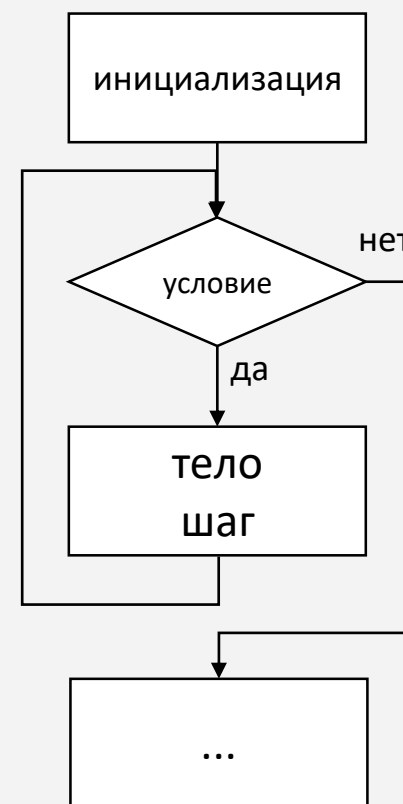 инициализация
условие
нет
да
тело
шаг
...